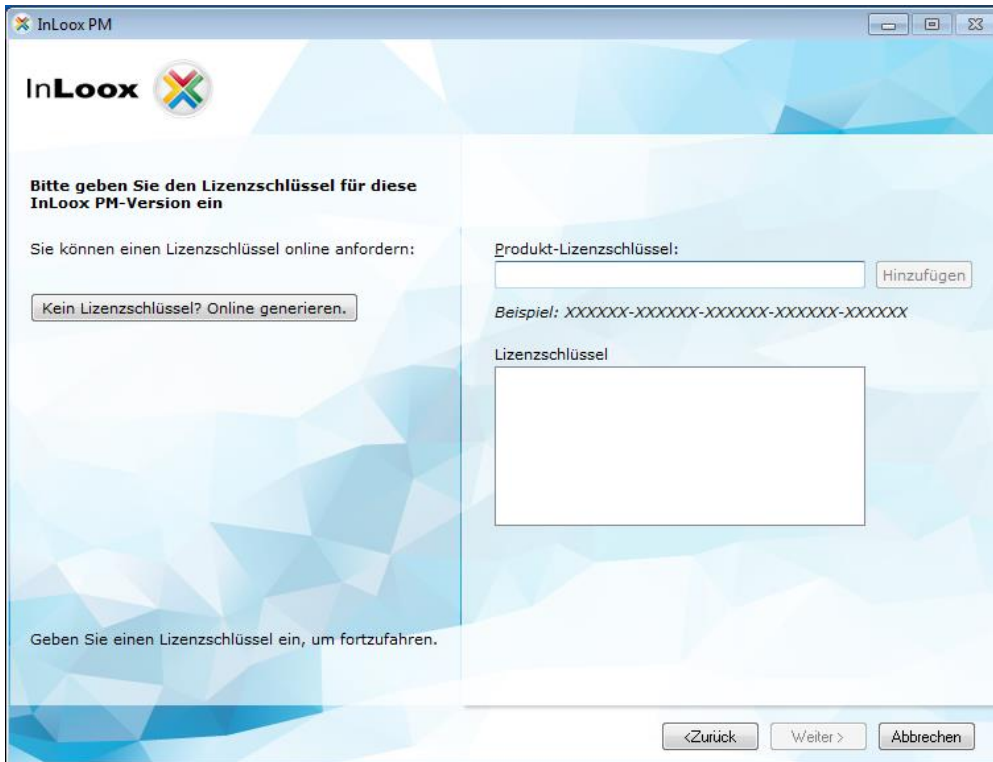 InLoox PM
InLoox
Bitte geben Sie den Lizenzschlüssel für diese
InLoox PM-Version ein
Sie können einen Lizenzschlüssel online anfordern:
Kein Lizenzschlüssel? Online generieren.
Geben Sie einen Lizenzschlüssel ein, um fortzufahren.
Produkt-Lizenzschlüssel:
Hinzufügen
Beispiel: XXXXXX-XXXXXX-XXXXXX-XXXXXX-XXXXXX
Lizenzschlüssel
<Zurück
Weiter >
Abbrechen